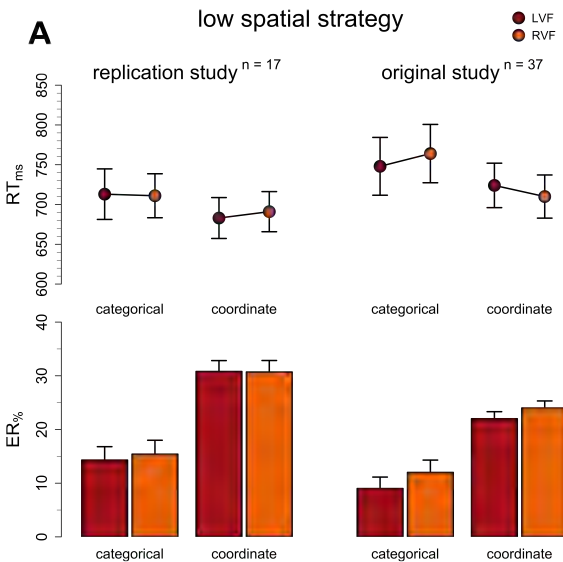 A
low spatial strategy
LVF
RVF
replication study n = 17
original study n = 37
RTms
850
800
750
700
650
600
categorical
coordinate
categorical
coordinate
ER%
40
30
20
10
0
categorical
coordinate
categorical
coordinate